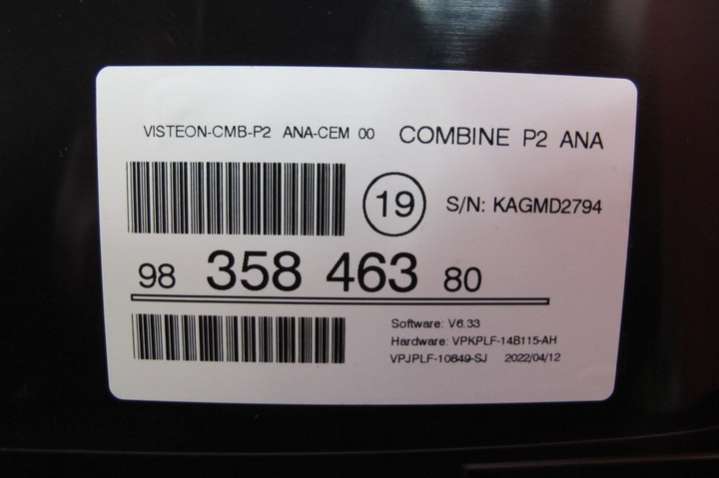 VISTEON-CMB-P2 ANA-CEM 00 COMBINE P2 ANA
19 S/N: KAGMD2794
98 358 463 80
Software: V6.33
Hardware: VPKPLF-14B115-AH
VPJPLF-10849-SJ 2022/04/12